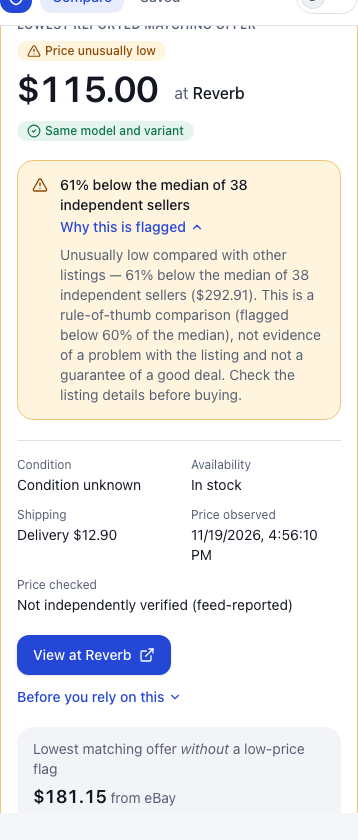 Compare Saved
LOWEST REPORTED MATCHING OFFER
Price unusually low
$115.00 at Reverb
Same model and variant
61% below the median of 38
independent sellers
Why this is flagged
Unusually low compared with other
listings — 61% below the median of 38
independent sellers ($292.91). This is a
rule-of-thumb comparison (flagged
below 60% of the median), not evidence
of a problem with the listing and not a
guarantee of a good deal. Check the
listing details before buying.
Condition
Condition unknown
Availability
In stock
Shipping
Delivery $12.90
Price observed
11/19/2026, 4:56:10
PM
Price checked
Not independently verified (feed-reported)
View at Reverb
Before you rely on this
Lowest matching offer without a low-price
flag
$181.15 from eBay